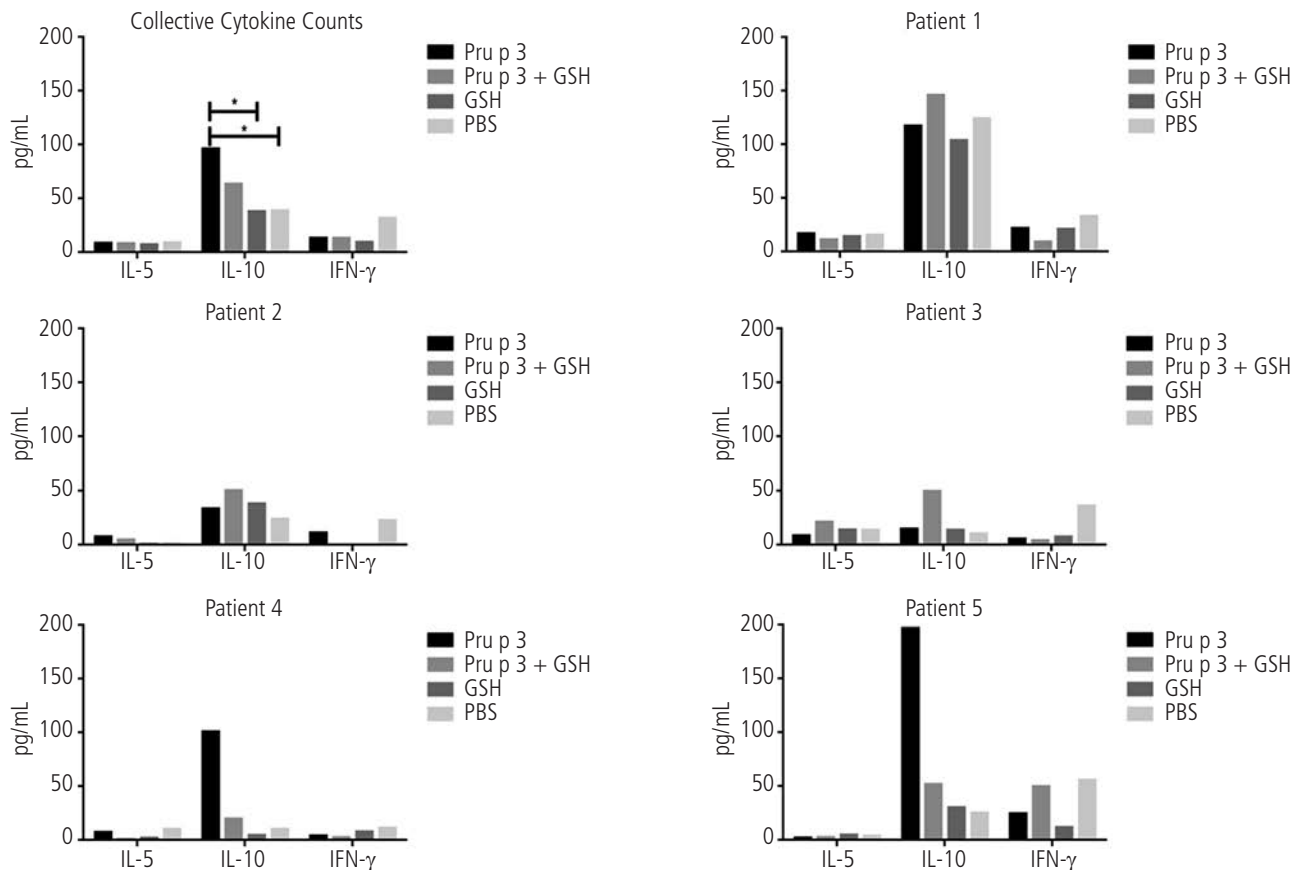 Collective Cytokine Counts
200
150
100
50
0
pg/mL
*
*
IL-5 IL-10 IFN-γ
Pru p 3
Pru p 3 + GSH
GSH
PBS
Patient 1
200
150
100
50
0
pg/mL
IL-5 IL-10 IFN-γ
Pru p 3
Pru p 3 + GSH
GSH
PBS
Patient 2
200
150
100
50
0
pg/mL
IL-5 IL-10 IFN-γ
Pru p 3
Pru p 3 + GSH
GSH
PBS
Patient 3
200
150
100
50
0
pg/mL
IL-5 IL-10 IFN-γ
Pru p 3
Pru p 3 + GSH
GSH
PBS
Patient 4
200
150
100
50
0
pg/mL
IL-5 IL-10 IFN-γ
Pru p 3
Pru p 3 + GSH
GSH
PBS
Patient 5
200
150
100
50
0
pg/mL
IL-5 IL-10 IFN-γ
Pru p 3
Pru p 3 + GSH
GSH
PBS